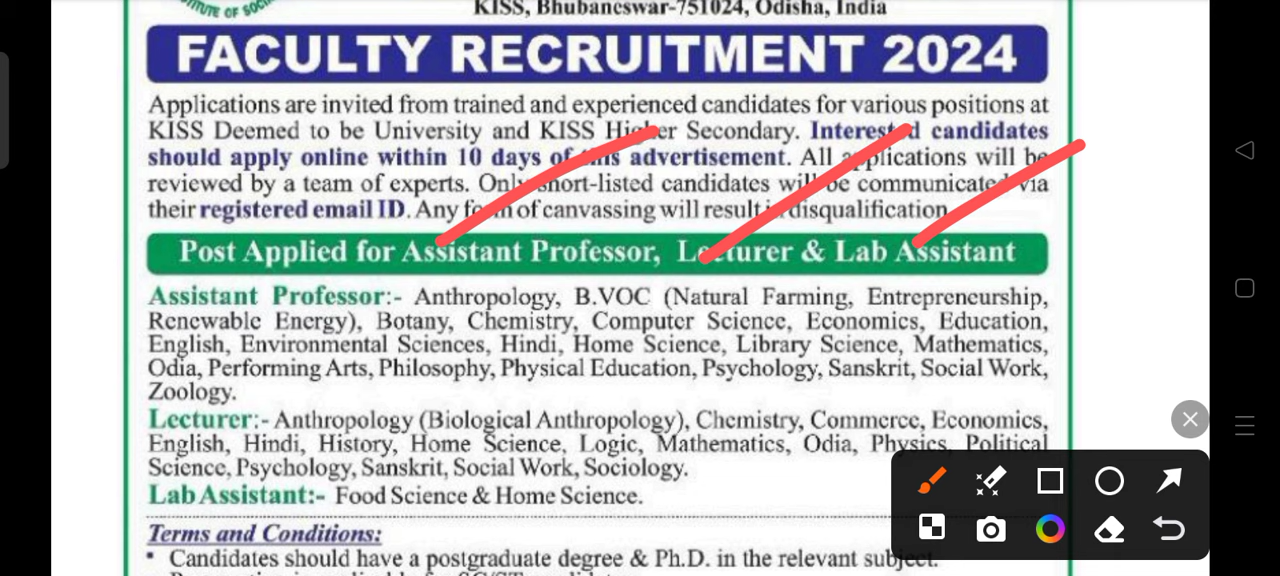 KISS, Bhubaneswar-751024, Odisha, India
FACULTY RECRUITMENT 2024
Applications are invited from trained and experienced candidates for various positions at
KISS Deemed to be University and KISS Higher Secondary. Interested candidates
should apply online within 10 days of this advertisement. All applications will be
reviewed by a team of experts. Only short-listed candidates will be communicated via
their registered email ID. Any form of canvassing will result in disqualification.
Post Applied for Assistant Professor, Lecturer & Lab Assistant
Assistant Professor:- Anthropology, B.VOC (Natural Farming, Entrepreneurship,
Renewable Energy), Botany, Chemistry, Computer Science, Economics, Education,
English, Environmental Sciences, Hindi, Home Science, Library Science, Mathematics,
Odia, Performing Arts, Philosophy, Physical Education, Psychology, Sanskrit, Social Work,
Zoology.
Lecturer:- Anthropology (Biological Anthropology), Chemistry, Commerce, Economics,
English, Hindi, History, Home Science, Logic, Mathematics, Odia, Physics, Political
Science, Psychology, Sanskrit, Social Work, Sociology.
Lab Assistant:- Food Science & Home Science.
Terms and Conditions:
▪ Candidates should have a postgraduate degree & Ph.D. in the relevant subject.